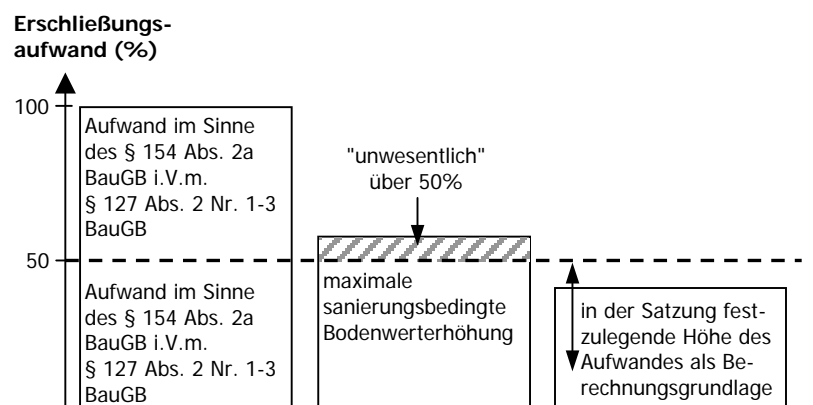 Erschließungs-
aufwand (%)
100
Aufwand im Sinne
des § 154 Abs. 2a
BauGB i.V.m.
§ 127 Abs. 2 Nr. 1-3
BauGB
"unwesentlich"
über 50%
50
Aufwand im Sinne
des § 154 Abs. 2a
BauGB i.V.m.
§ 127 Abs. 2 Nr. 1-3
BauGB
maximale
sanierungsbedingte
Bodenwerterhöhung
in der Satzung fest-
zulegende Höhe des
Aufwandes als Be-
rechnungsgrundlage